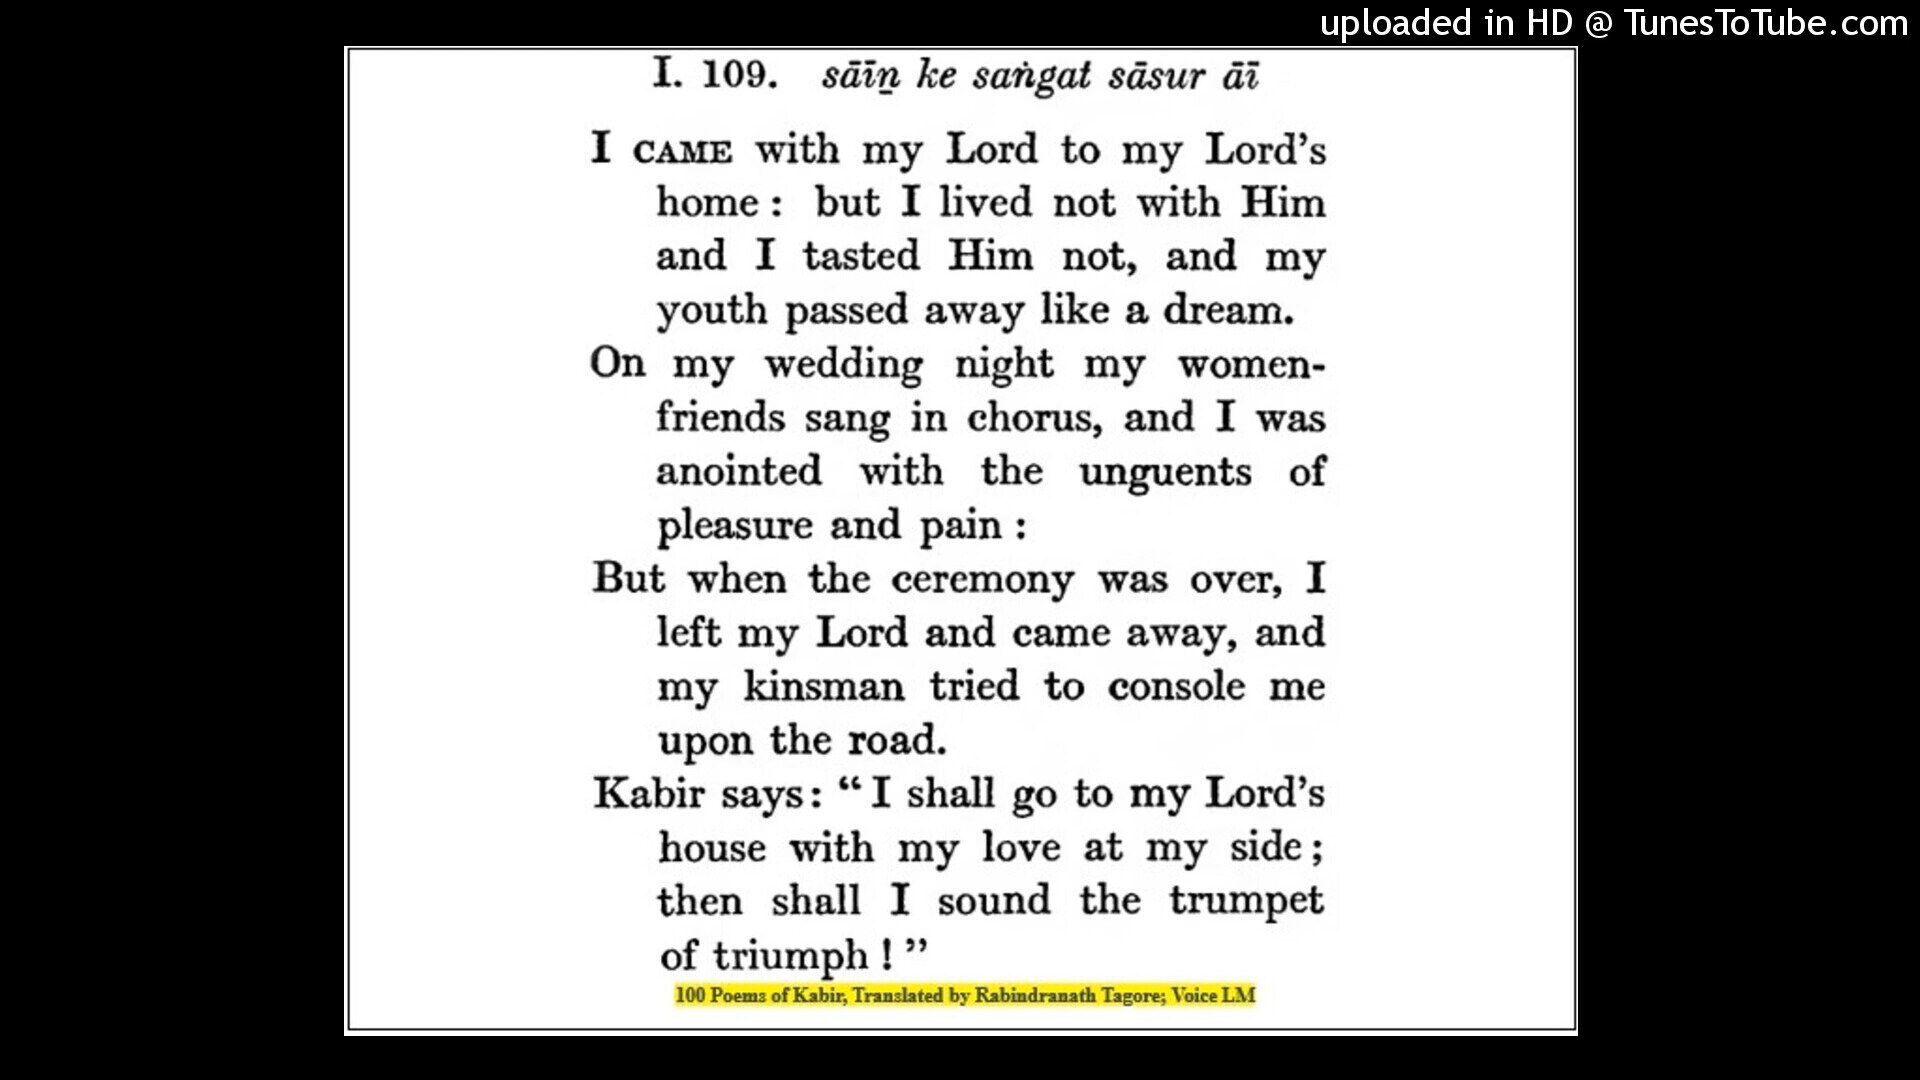 uploaded in HD @ TunesToTube.com
I. 109. sāīṉ ke saṅgat sāsur āī
I CAME with my Lord to my Lord's
home : but I lived not with Him
and I tasted Him not, and my
youth passed away like a dream.
On my wedding night my women-
friends sang in chorus, and I was
anointed with the unguents of
pleasure and pain :
But when the ceremony was over, I
left my Lord and came away, and
my kinsman tried to console me
upon the road.
Kabir says : “ I shall go to my Lord's
house with my love at my side ;
then shall I sound the trumpet
of triumph ! ”
100 Poems of Kabir, Translated by Rabindranath Tagore; Voice LM